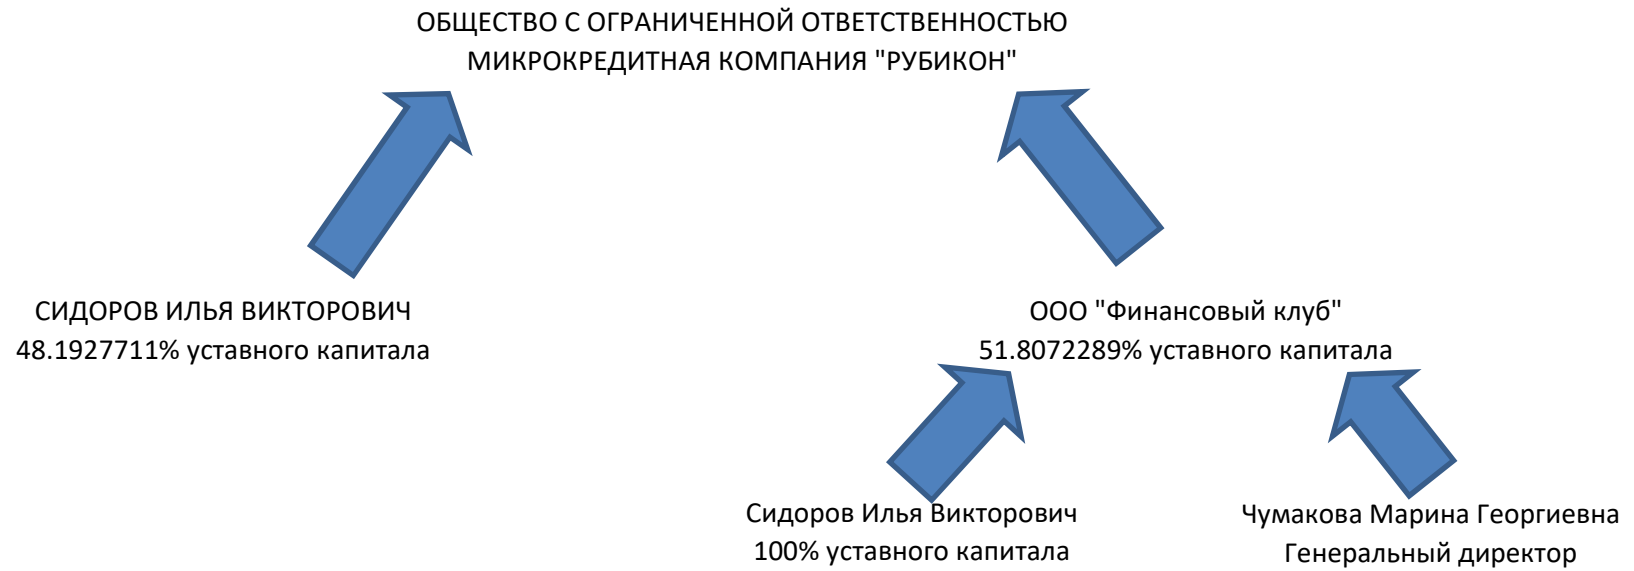 ОБЩЕСТВО С ОГРАНИЧЕННОЙ ОТВЕТСТВЕННОСТЬЮ
МИКРОКРЕДИТНАЯ КОМПАНИЯ "РУБИКОН"
СИДОРОВ ИЛЬЯ ВИКТОРОВИЧ
48.1927711% уставного капитала
ООО "Финансовый клуб"
51.8072289% уставного капитала
Сидоров Илья Викторович
100% уставного капитала
Чумакова Марина Георгиевна
Генеральный директор